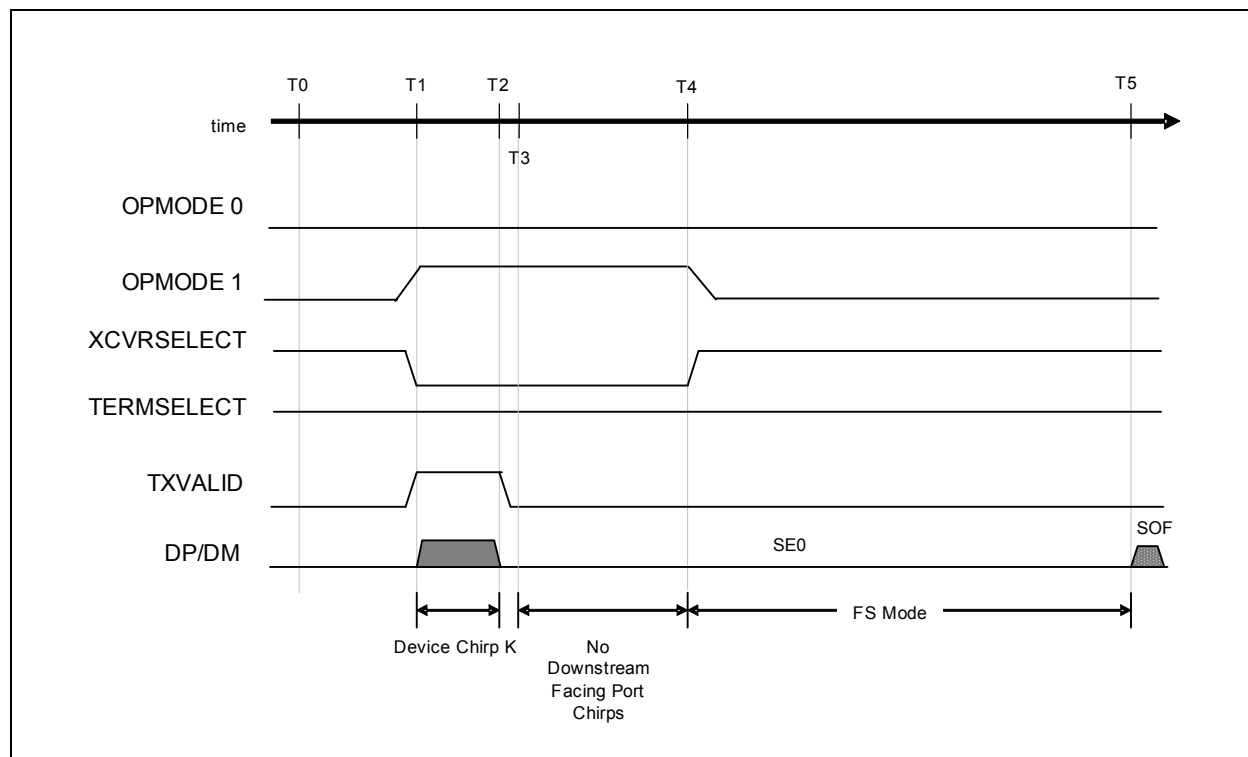 T0 T1 T2 T4 T5
time
T3
OPMODE 0
OPMODE 1
XCVRSELECT
TERMSELECT
TXVALID
SOF
SE0
DP/DM
FS Mode
Device Chirp K
No
Downstream
Facing Port
Chirps